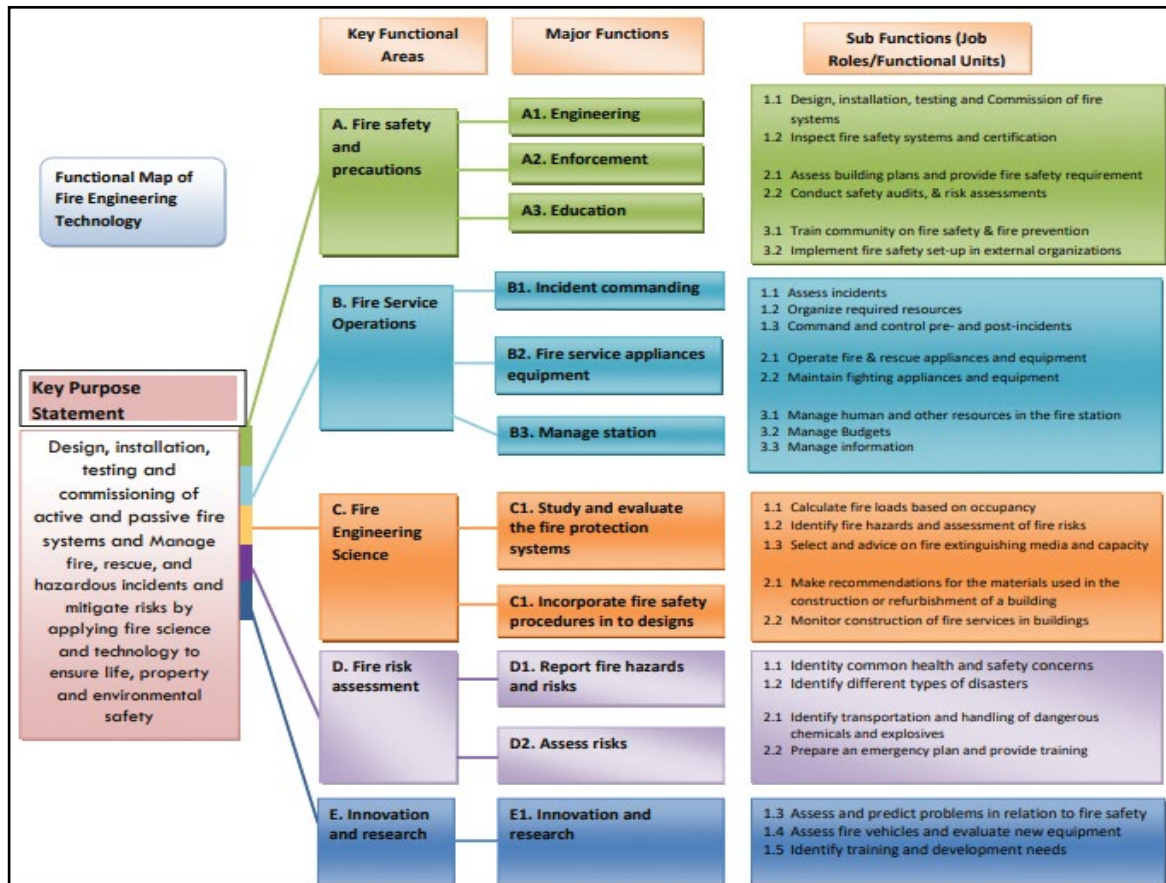 Key Functional
Areas
Major Functions
Sub Functions (Job
Roles/Functional Units)
Functional Map of
Fire Engineering
Technology
Key Purpose
Statement
Design, installation,
testing and
commissioning of
active and passive fire
systems and Manage
fire, rescue, and
hazardous incidents and
mitigate risks by
applying fire science
and technology to
ensure life, property
and environmental
safety
A. Fire safety
and
precautions
A1. Engineering
A2. Enforcement
A3. Education
1.1 Design, installation, testing and Commission of fire
systems
1.2 Inspect fire safety systems and certification
2.1 Assess building plans and provide fire safety requirement
2.2 Conduct safety audits, & risk assessments
3.1 Train community on fire safety & fire prevention
3.2 Implement fire safety set-up in external organizations
B. Fire Service
Operations
B1. Incident commanding
B2. Fire service appliances
equipment
B3. Manage station
1.1 Assess incidents
1.2 Organize required resources
1.3 Command and control pre- and post-incidents
2.1 Operate fire & rescue appliances and equipment
2.2 Maintain fighting appliances and equipment
3.1 Manage human and other resources in the fire station
3.2 Manage Budgets
3.3 Manage information
C. Fire
Engineering
Science
C1. Study and evaluate
the fire protection
systems
C1. Incorporate fire safety
procedures in to designs
1.1 Calculate fire loads based on occupancy
1.2 Identify fire hazards and assessment of fire risks
1.3 Select and advice on fire extinguishing media and capacity
2.1 Make recommendations for the materials used in the
construction or refurbishment of a building
2.2 Monitor construction of fire services in buildings
D. Fire risk
assessment
D1. Report fire hazards
and risks
D2. Assess risks
1.1 Identity common health and safety concerns
1.2 Identify different types of disasters
2.1 Identify transportation and handling of dangerous
chemicals and explosives
2.2 Prepare an emergency plan and provide training
E. Innovation
and research
E1. Innovation and
research
1.3 Assess and predict problems in relation to fire safety
1.4 Assess fire vehicles and evaluate new equipment
1.5 Identify training and development needs